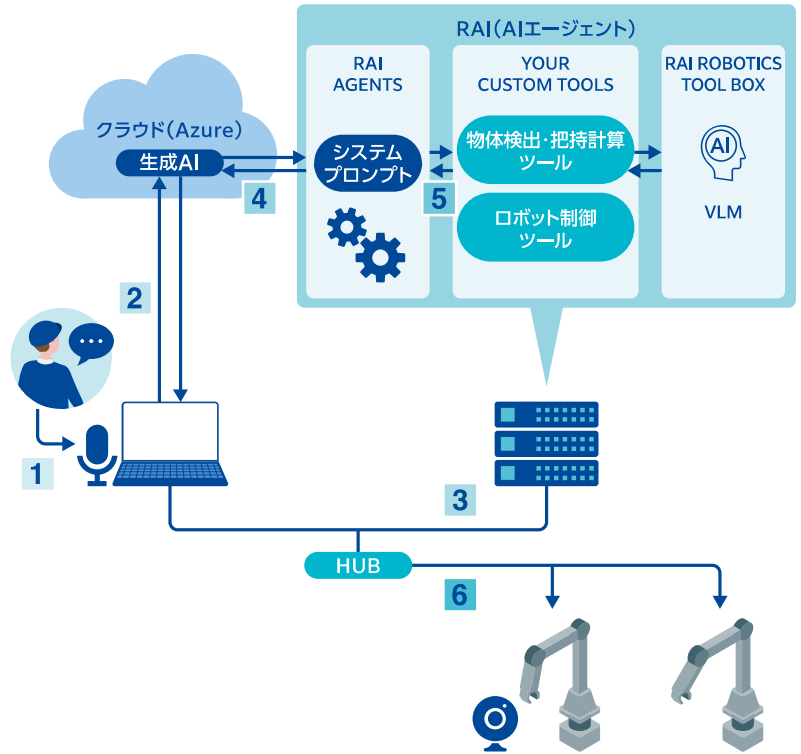 RAI(AIエージェント)
RAI
AGENTS
YOUR
CUSTOM TOOLS
RAI ROBOTICS
TOOL BOX
クラウド(Azure)
生成AI
システム
プロンプト
物体検出・把持計算
ツール
AI
4
5
ロボット制御
ツール
VLM
2
1
3
HUB
6